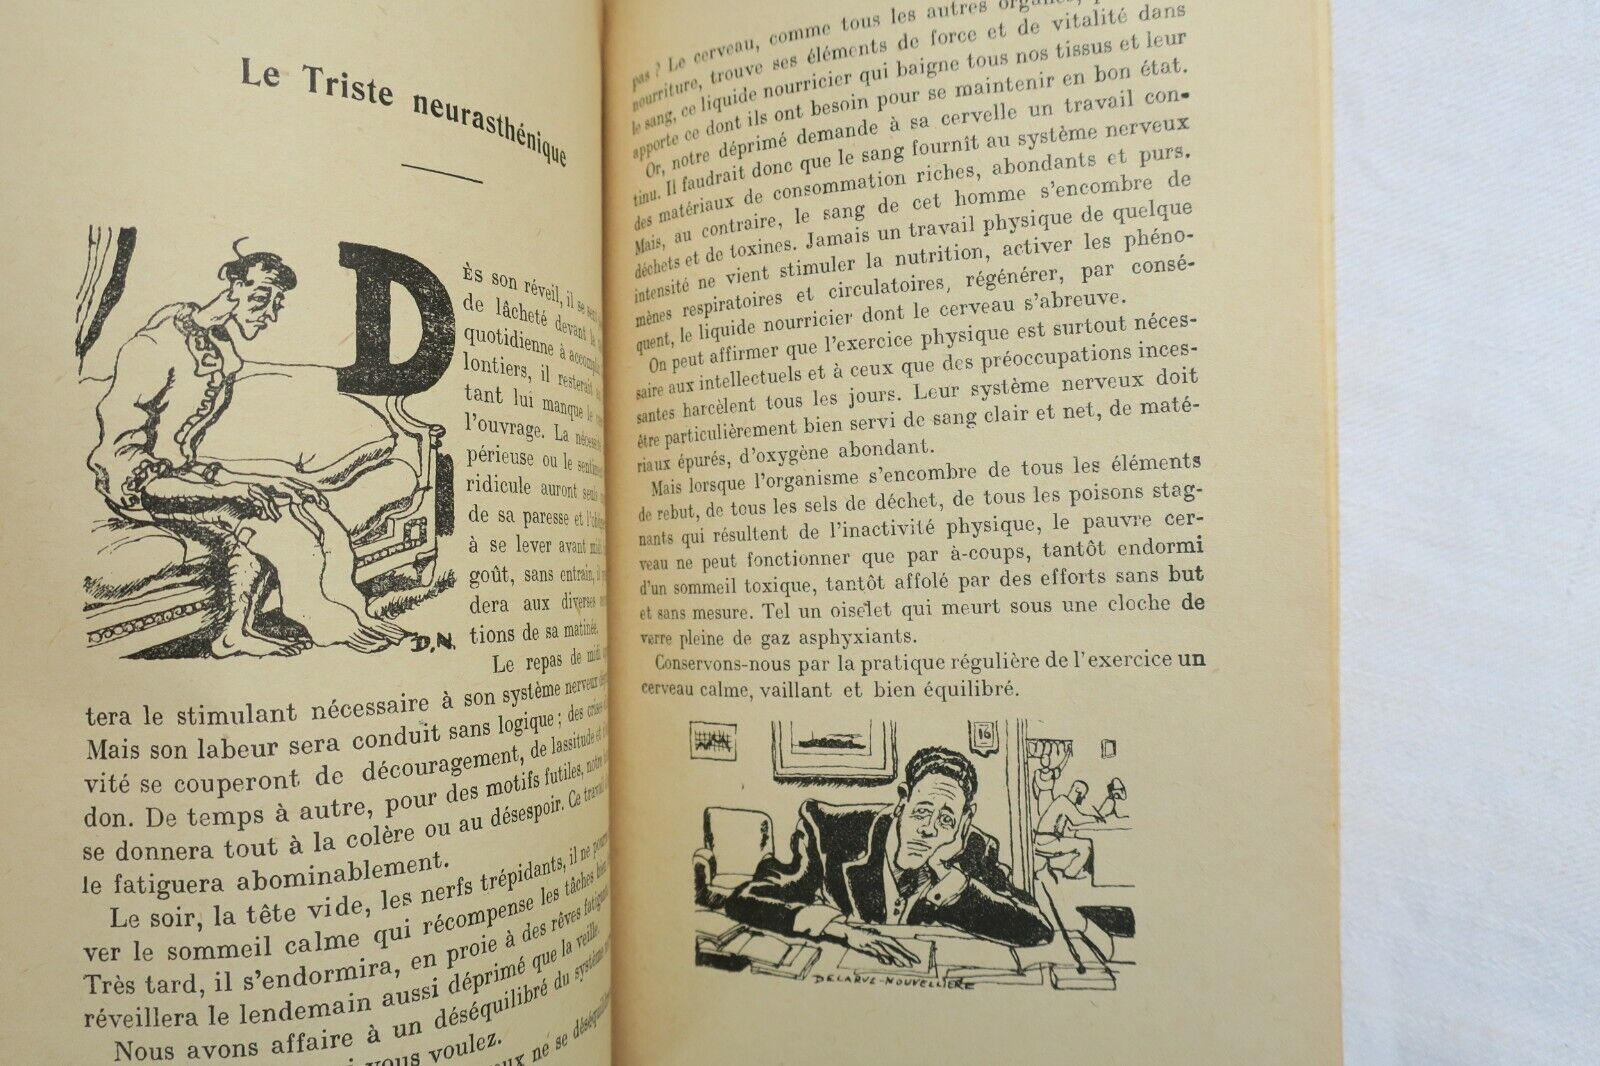 Le Triste neurasthénique
DÈS son réveil, il se sent
de lâcheté devant la
quotidienne à accomplir
lontiers, il resterait
tant lui manque le
l'ouvrage. La
périeuse ou le
ridicule auront seuls
de sa paresse et
à se lever avant midi
goût, sans entrain, il
dera aux diverses
tions de sa matinée.
D.N.
Le repas de midi
tera le stimulant nécessaire à son système nerveux
Mais son labeur sera conduit sans logique ; des crises
vité se couperont de découragement, de lassitude et
don. De temps à autre, pour des motifs futiles, notre
se donnera tout à la colère ou au désespoir. Ce travail
le fatiguera abominablement.
Le soir, la tête vide, les nerfs trépidants, il ne
ver le sommeil calme qui récompense les tâches bien
Très tard, il s'endormira, en proie à des rêves
réveillera le lendemain aussi déprimé que la veille.
Nous avons affaire à un déséquilibré du système
vous voulez.
ne se
pas ? Le cerveau, comme tous les autres organes,
nourriture, trouve ses éléments de force et de vitalité dans
le sang, ce liquide nourricier qui baigne tous nos tissus et leur
apporte ce dont ils ont besoin pour se maintenir en bon état.
Or, notre déprimé demande à sa cervelle un travail con-
tinu. Il faudrait donc que le sang fournît au système nerveux
des matériaux de consommation riches, abondants et purs.
Mais, au contraire, le sang de cet homme s'encombre de
déchets et de toxines. Jamais un travail physique de quelque
intensité ne vient stimuler la nutrition, activer les phéno-
mènes respiratoires et circulatoires, régénérer, par consé-
quent, le liquide nourricier dont le cerveau s'abreuve.
On peut affirmer que l'exercice physique est surtout néces-
saire aux intellectuels et à ceux que des préoccupations inces-
santes harcèlent tous les jours. Leur système nerveux doit
être particulièrement bien servi de sang clair et net, de maté-
riaux épurés, d'oxygène abondant.
Mais lorsque l'organisme s'encombre de tous les éléments
de rebut, de tous les sels de déchet, de tous les poisons stag-
nants qui résultent de l'inactivité physique, le pauvre cer-
veau ne peut fonctionner que par à-coups, tantôt endormi
d'un sommeil toxique, tantôt affolé par des efforts sans but
et sans mesure. Tel un oiselet qui meurt sous une cloche de
verre pleine de gaz asphyxiants.
Conservons-nous par la pratique régulière de l'exercice un
cerveau calme, vaillant et bien équilibré.
16
DELARUE-NOUVELLIÈRE